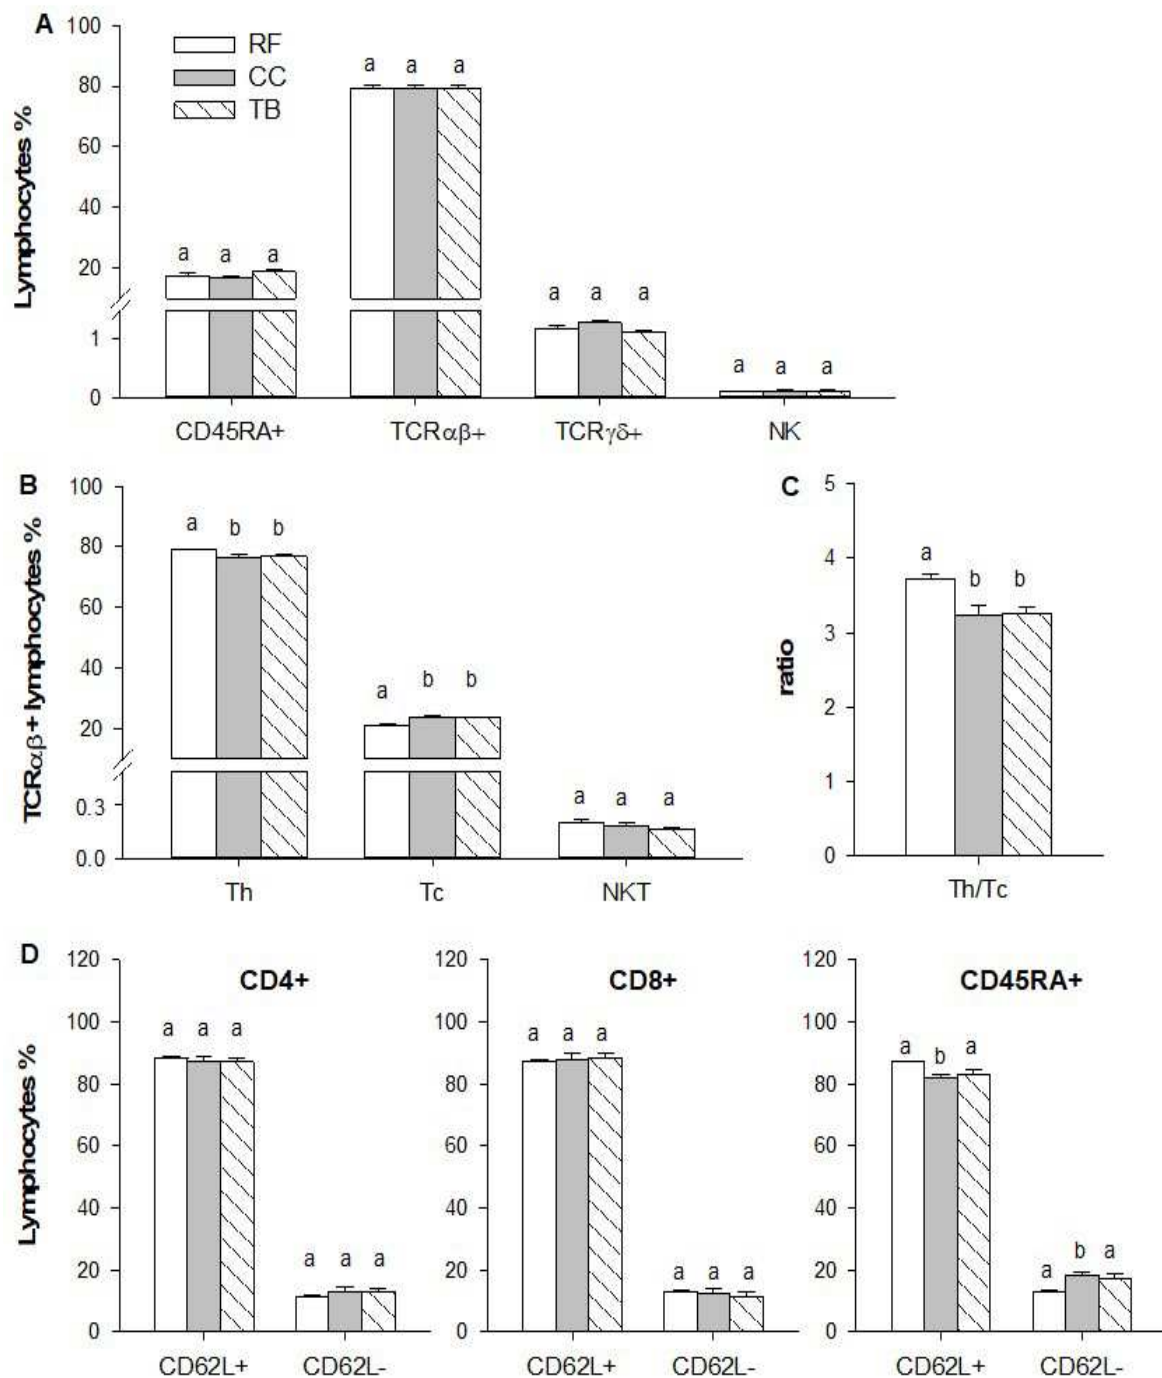 A
Lymphocytes %
100
80
60
40
20
1
0
RF
CC
TB
a a a
a a a
a a a
a a a
CD45RA+ TCRαβ+ TCRγδ+ NK
B
TCRαβ+ lymphocytes %
100
80
60
40
20
0.3
0.0
a b b
a b b
a a a
Th Tc NKT
C
ratio
5
4
3
2
1
0
a b b
Th/Tc
D
Lymphocytes %
CD4+
120
100
80
60
40
20
0
a a a
a a a
CD62L+ CD62L-
CD8+
120
100
80
60
40
20
0
a a a
a a a
CD62L+ CD62L-
CD45RA+
120
100
80
60
40
20
0
a b a
a b a
CD62L+ CD62L-